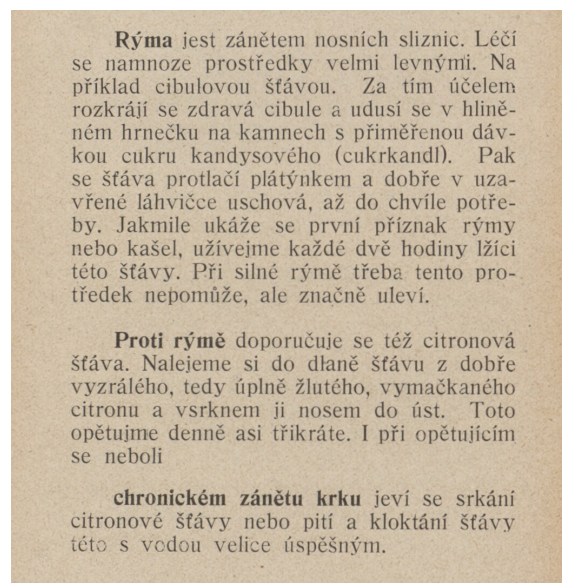 Rýma jest zánětem nosních sliznic. Léčí
se namnoze prostředky velmi levnými. Na
příklad cibulovou šťávou. Za tím účelem
rozkrájí se zdravá cibule a udusí se v hlině-
ném hrnečku na kamnech s přiměřenou dáv-
kou cukru kandysového (cukrkandl). Pak
se šťáva protlačí plátýnkem a dobře v uza-
vřené láhvičce uschová, až do chvíle potře-
by. Jakmile ukáže se první příznak rýmy
nebo kašel, užívejme každé dvě hodiny lžíci
této šťávy. Při silné rýmě třeba tento pro-
tředek nepomůže, ale značně uleví.
Proti rýmě doporučuje se též citronová
šťáva. Nalejeme si do dłaně šťávu z dobře
vyzrálého, tedy úplně žlutého, vymačkaného
citronu a vsrknem ji nosem do úst. Toto
opětujme denně asi třikráte. I při opětujícím
se neboli
chronickém zánětu krku jeví se srkání
citronové šťávy nebo pití a kloktání šťávy
této s vodou velice úspěšným.